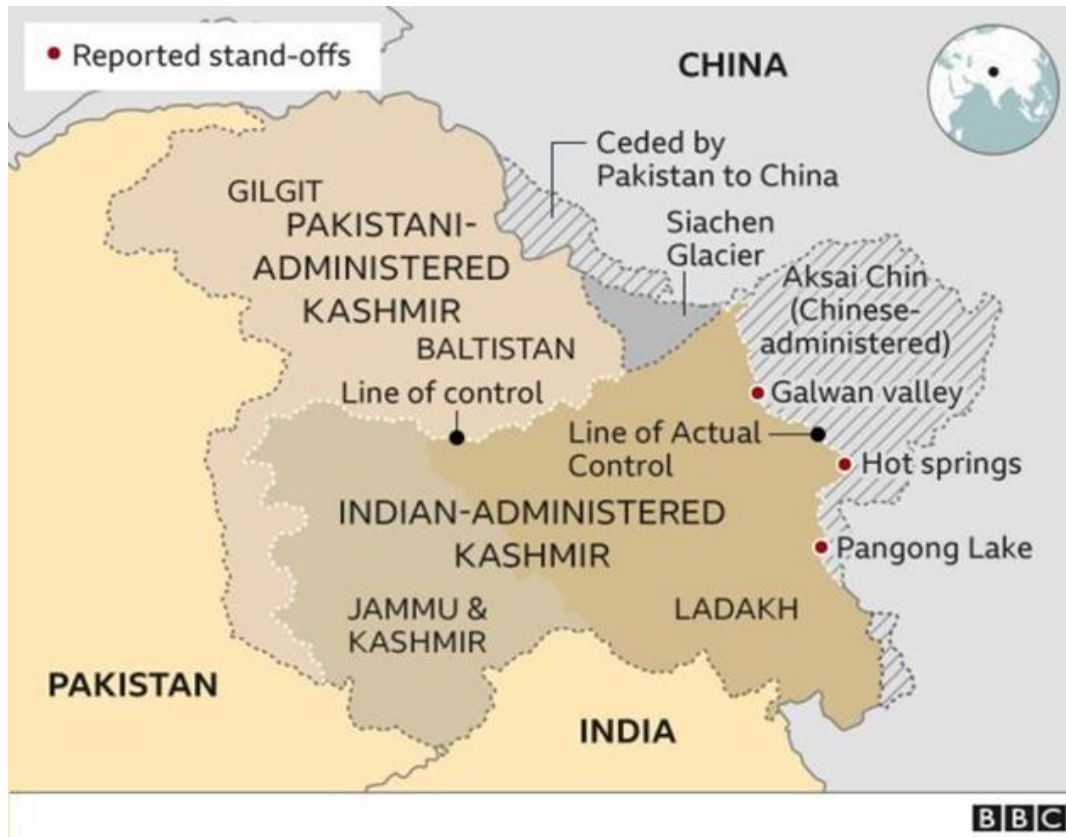 Reported stand-offs
CHINA
Ceded by
Pakistan to China
GILGIT
PAKISTANI-
ADMINISTERED
KASHMIR
Siachen
Glacier
Aksai Chin
(Chinese-
administered)
BALTISTAN
Line of control
Galwan valley
Line of Actual
Control
Hot springs
INDIAN-ADMINISTERED
KASHMIR
Pangong Lake
JAMMU &
KASHMIR
LADAKH
PAKISTAN
INDIA
BBC